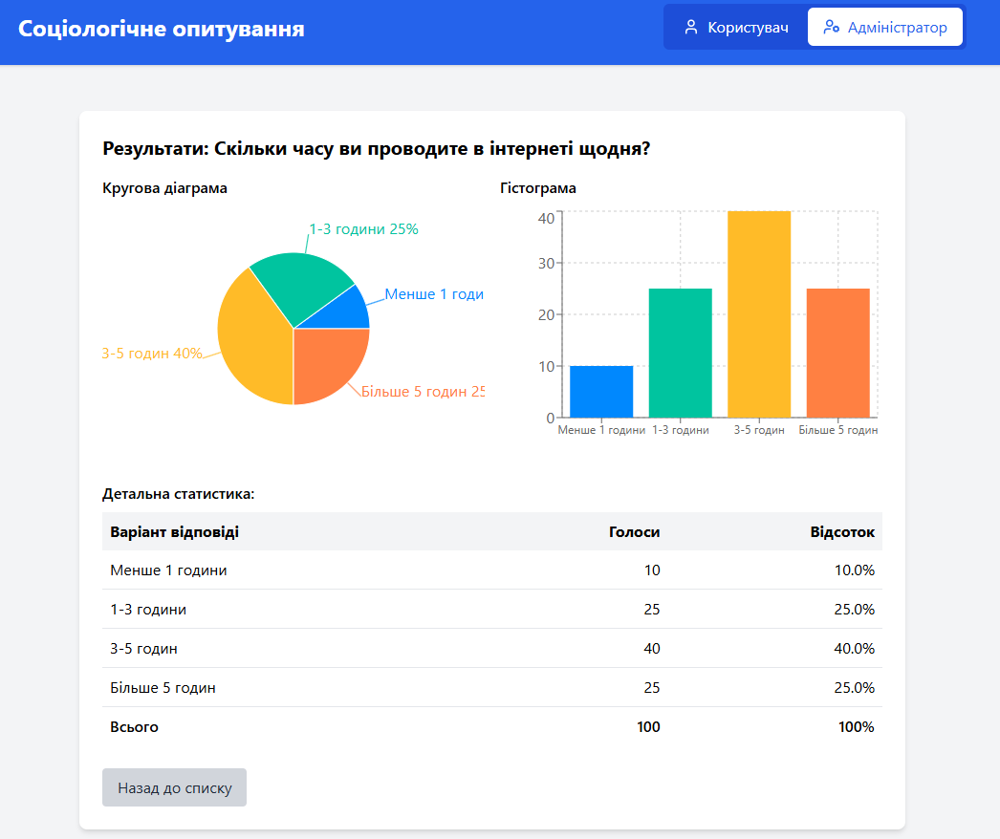 Соціологічне опитування
Користувач
Адміністратор
Результати: Скільки часу ви проводите в інтернеті щодня?
Кругова діаграма
1-3 години 25%
Менше 1 годи
3-5 годин 40%
Більше 5 годин 25
Гістограма
40
30
20
10
0
Менше 1 години 1-3 години 3-5 годин Більше 5 годин
Детальна статистика:
Варіант відповіді Голоси Відсоток
Менше 1 години 10 10.0%
1-3 години 25 25.0%
3-5 годин 40 40.0%
Більше 5 годин 25 25.0%
Всього 100 100%
Назад до списку